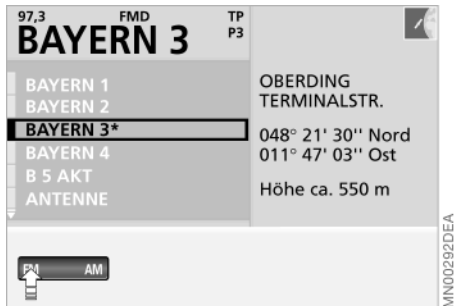 97,3 FMD TP
BAYERN 3 P3
BAYERN 1
BAYERN 2
BAYERN 3*
BAYERN 4
B 5 AKT
ANTENNE
OBERDING
TERMINALSTR.
048° 21' 30'' Nord
011° 47' 03'' Ost
Höhe ca. 550 m
FM AM
MN00292DEA